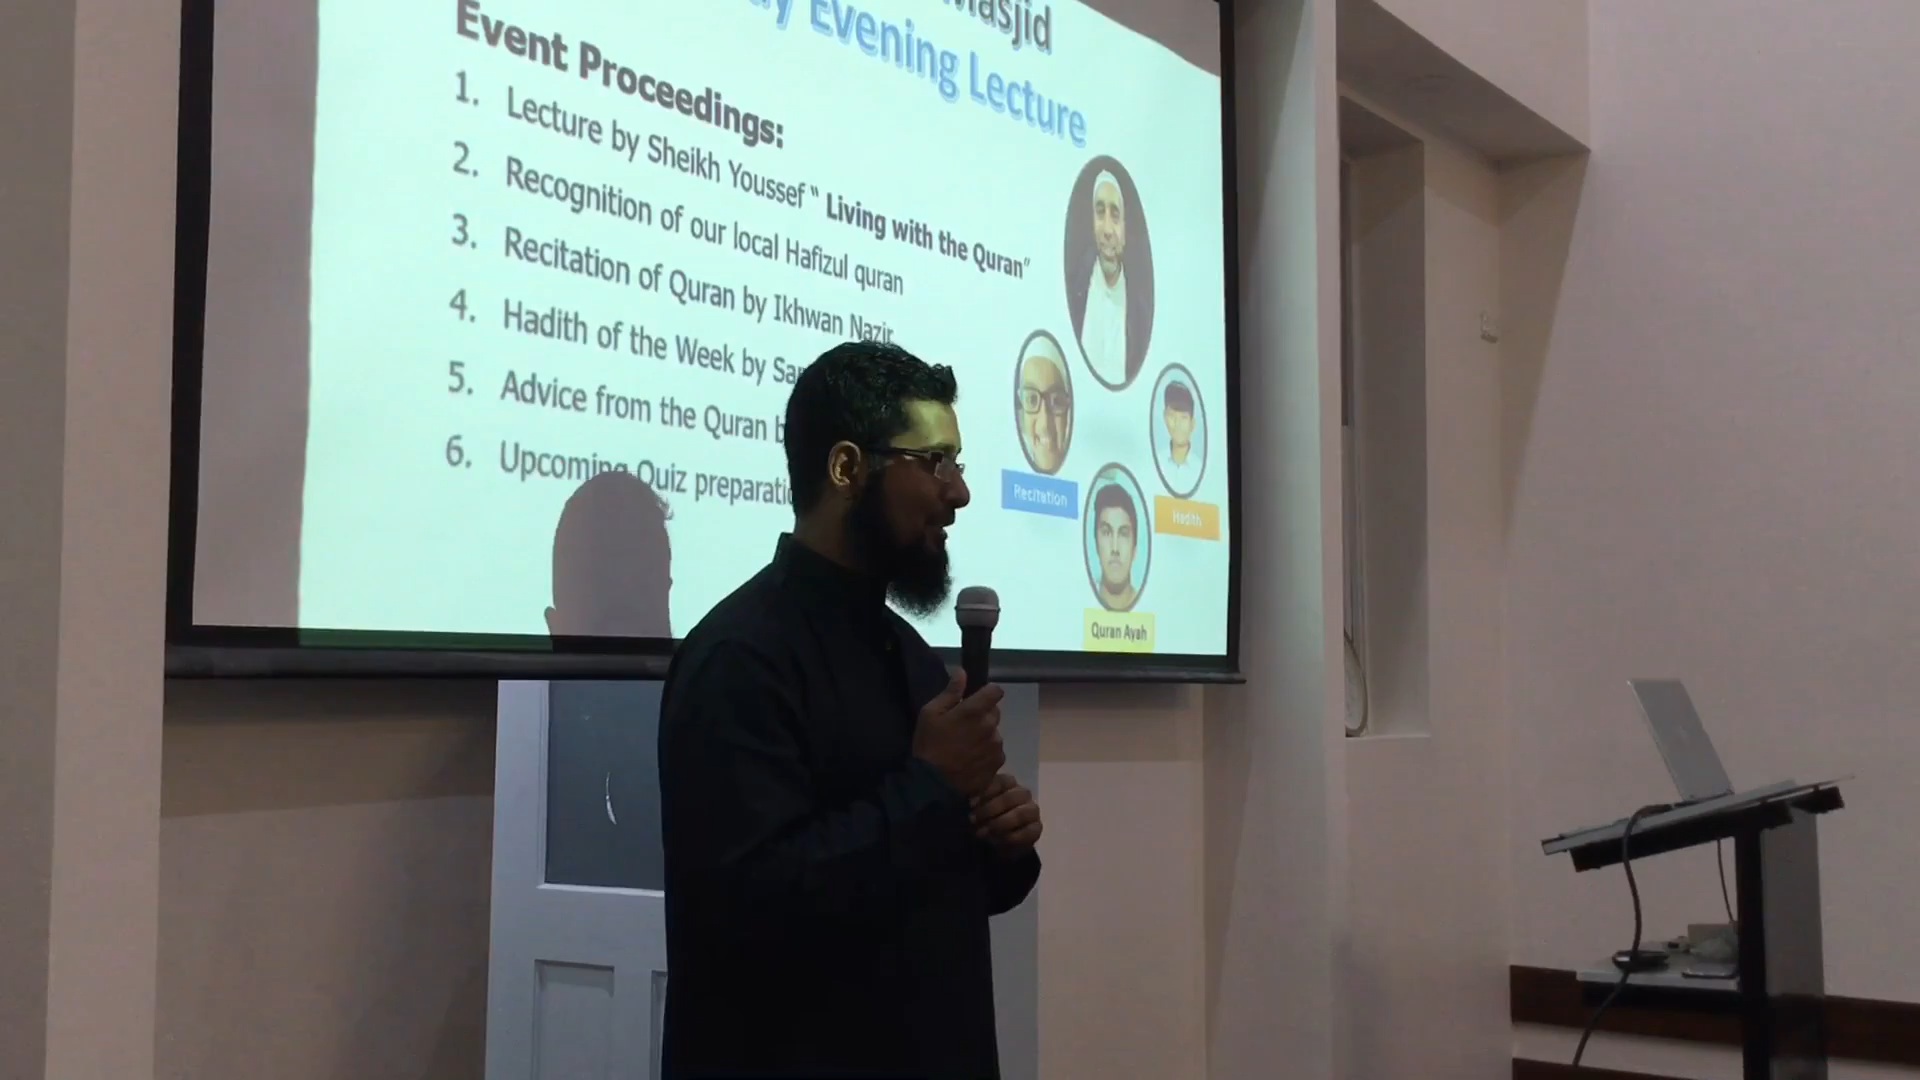 Masjid
Evening Lecture
Event Proceedings:
1. Lecture by Sheikh Youssef “ Living with the Quran”
2. Recognition of our local Hafizul quran
3. Recitation of Quran by Ikhwan Nazir
4. Hadith of the Week by
5. Advice from the Quran
6. Upcoming Quiz
Recitation
Hadith
Quran Ayah